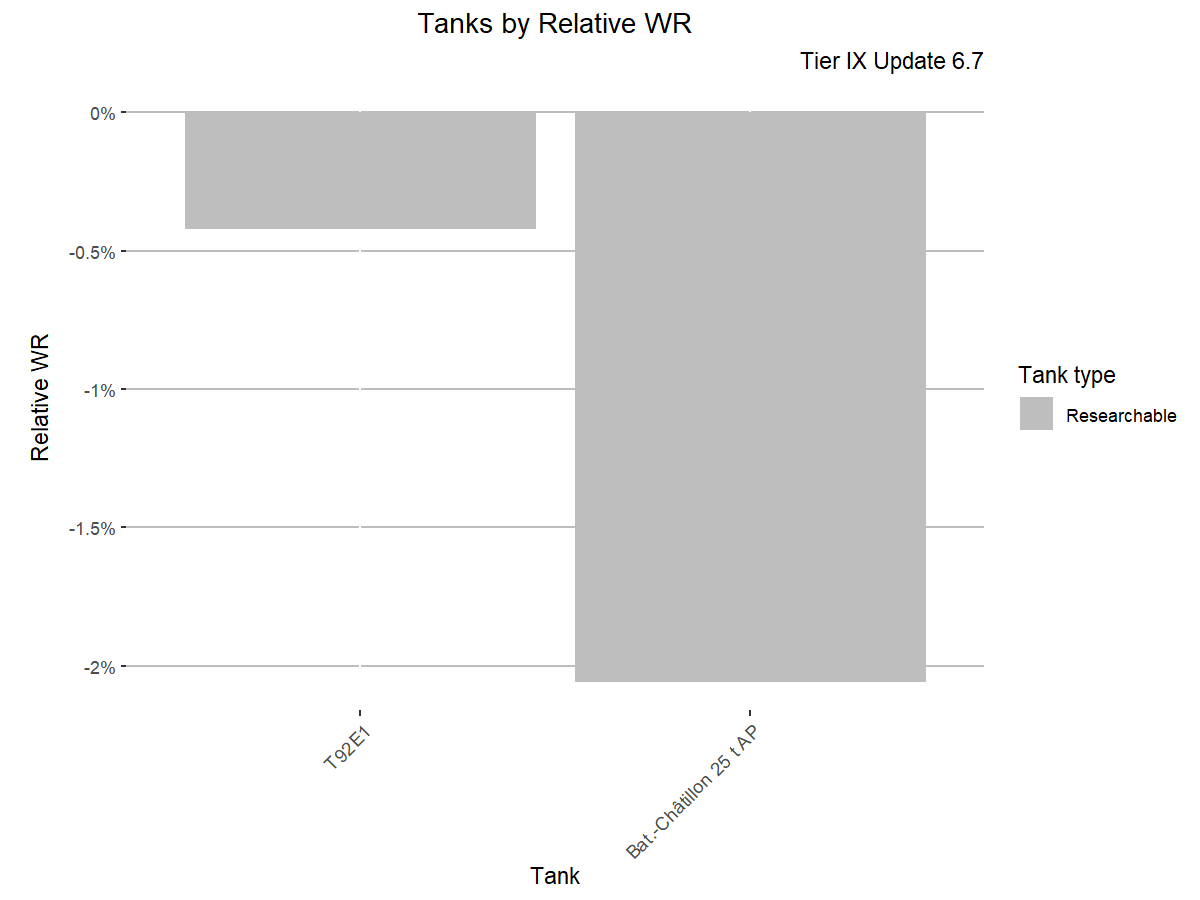 Tanks by Relative WR
Tier IX Update 6.7
0%
-0.5%
-1%
-1.5%
-2%
Relative WR
T92E1
Bat.-Châtillon 25 t AP
Tank
Tank type
Researchable